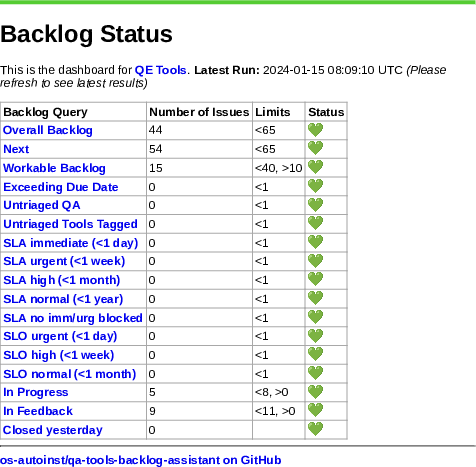 Backlog Status
This is the dashboard for QE Tools. Latest Run: 2024-01-15 08:09:10 UTC (Please
refresh to see latest results)
Backlog Query Number of Issues Limits Status
Overall Backlog 44 <65 💚
Next 54 <65 💚
Workable Backlog 15 <40, >10 💚
Exceeding Due Date 0 <1 💚
Untriaged QA 0 <1 💚
Untriaged Tools Tagged 0 <1 💚
SLA immediate (<1 day) 0 <1 💚
SLA urgent (<1 week) 0 <1 💚
SLA high (<1 month) 0 <1 💚
SLA normal (<1 year) 0 <1 💚
SLA no imm/urg blocked 0 <1 💚
SLO urgent (<1 day) 0 <1 💚
SLO high (<1 week) 0 <1 💚
SLO normal (<1 month) 0 <1 💚
In Progress 5 <8, >0 💚
In Feedback 9 <11, >0 💚
Closed yesterday 0 💚
os-autoinst/qa-tools-backlog-assistant on GitHub